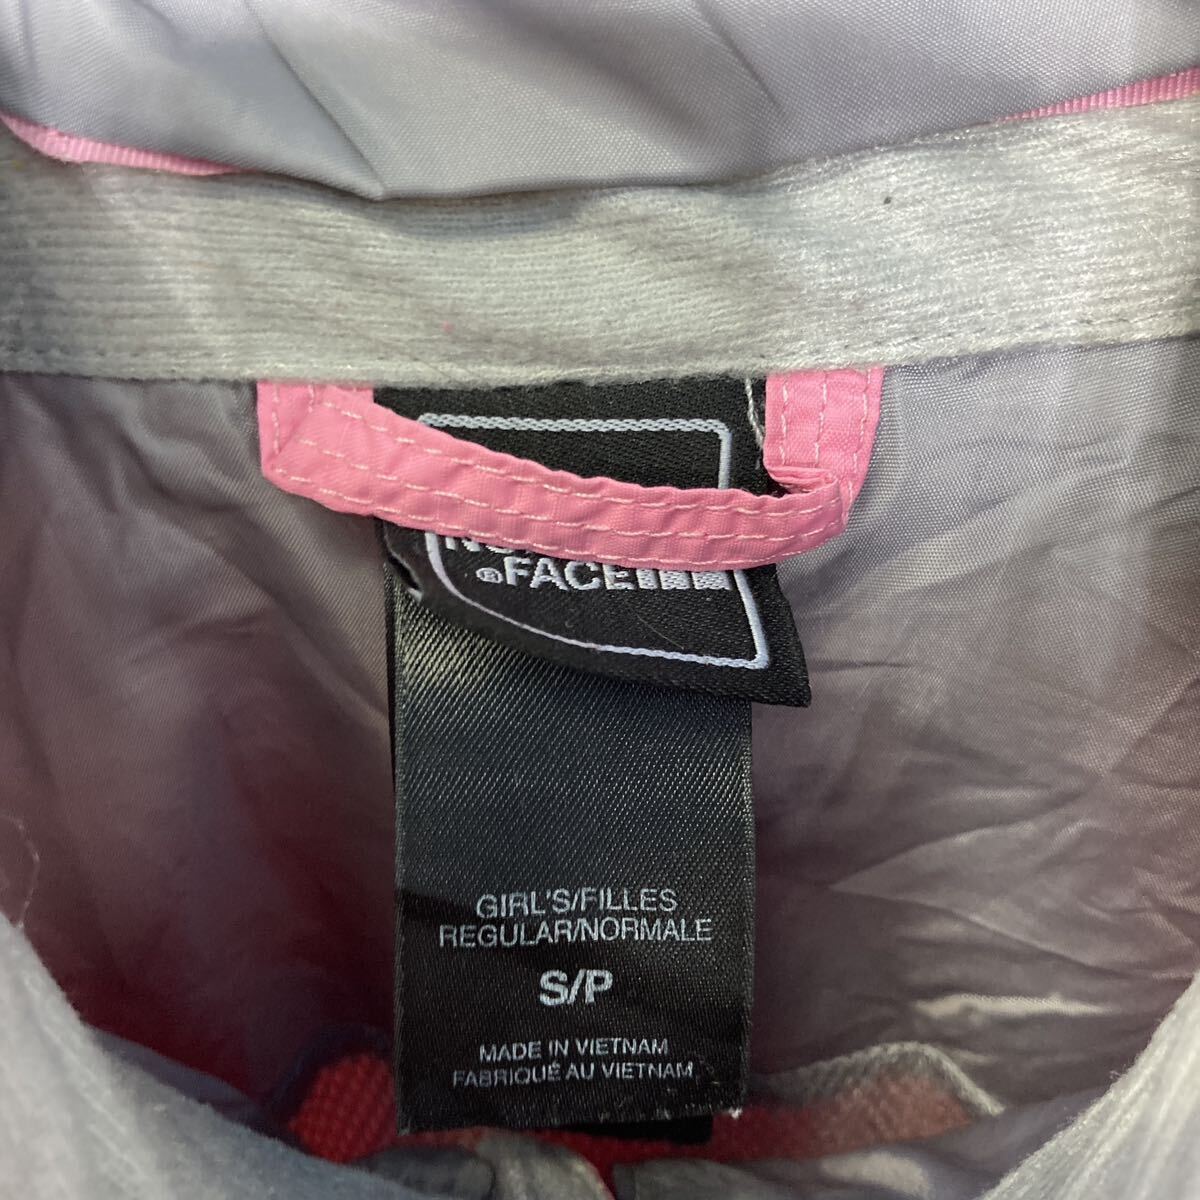 ®FACE
GIRL'S/FILLES
REGULAR/NORMALE
S/P
MADE IN VIETNAM
FABRIQUÉ AU VIETNAM